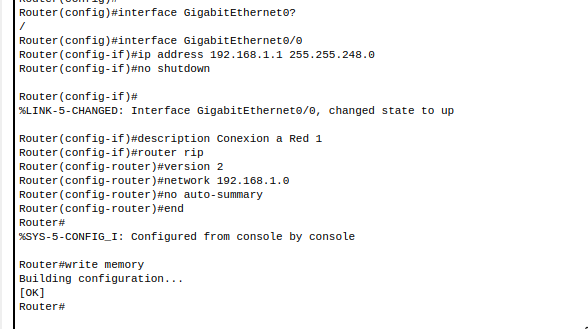 Router(config)#
Router(config)#interface GigabitEthernet0?
/
Router(config)#interface GigabitEthernet0/0
Router(config-if)#ip address 192.168.1.1 255.255.248.0
Router(config-if)#no shutdown
Router(config-if)#
%LINK-5-CHANGED: Interface GigabitEthernet0/0, changed state to up
Router(config-if)#description Conexion a Red 1
Router(config-if)#router rip
Router(config-router)#version 2
Router(config-router)#network 192.168.1.0
Router(config-router)#no auto-summary
Router(config-router)#end
Router#
%SYS-5-CONFIG_I: Configured from console by console
Router#write memory
Building configuration...
[OK]
Router#